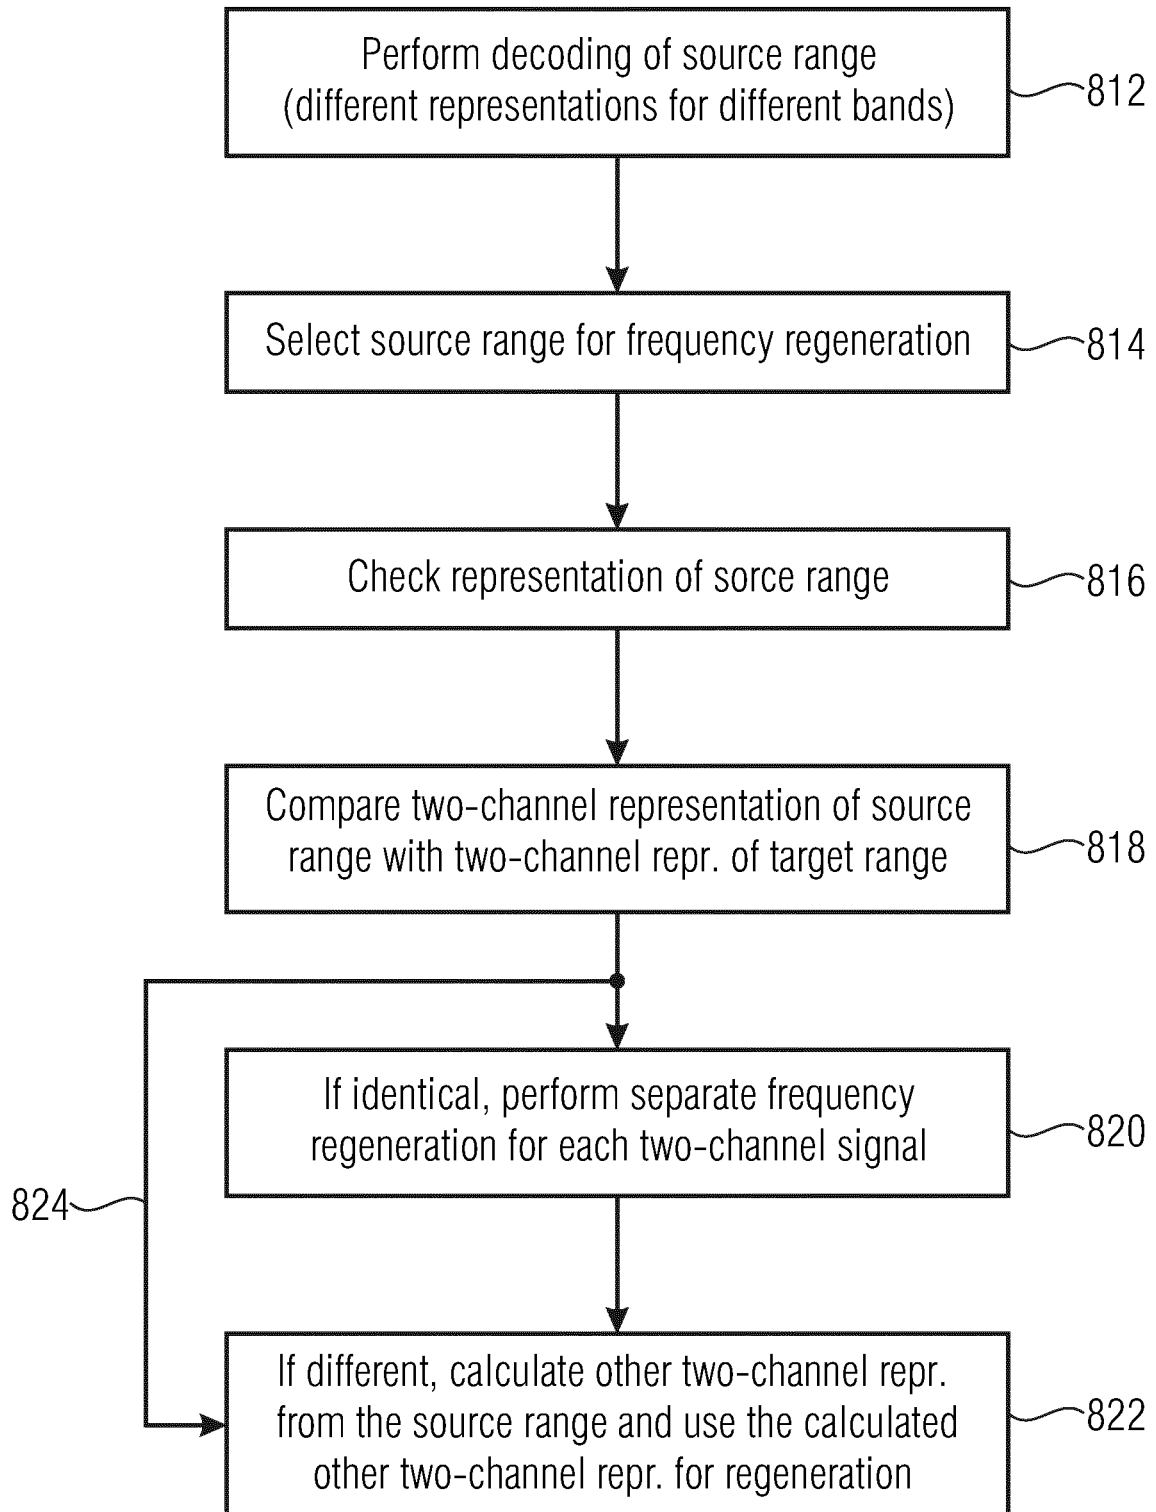 Perform decoding of source range
(different representations for different bands)
812
Select source range for frequency regeneration
814
Check representation of sorce range
816
Compare two-channel representation of source
range with two-channel repr. of target range
818
If identical, perform separate frequency
regeneration for each two-channel signal
820
824
If different, calculate other two-channel repr.
from the source range and use the calculated
other two-channel repr. for regeneration
822